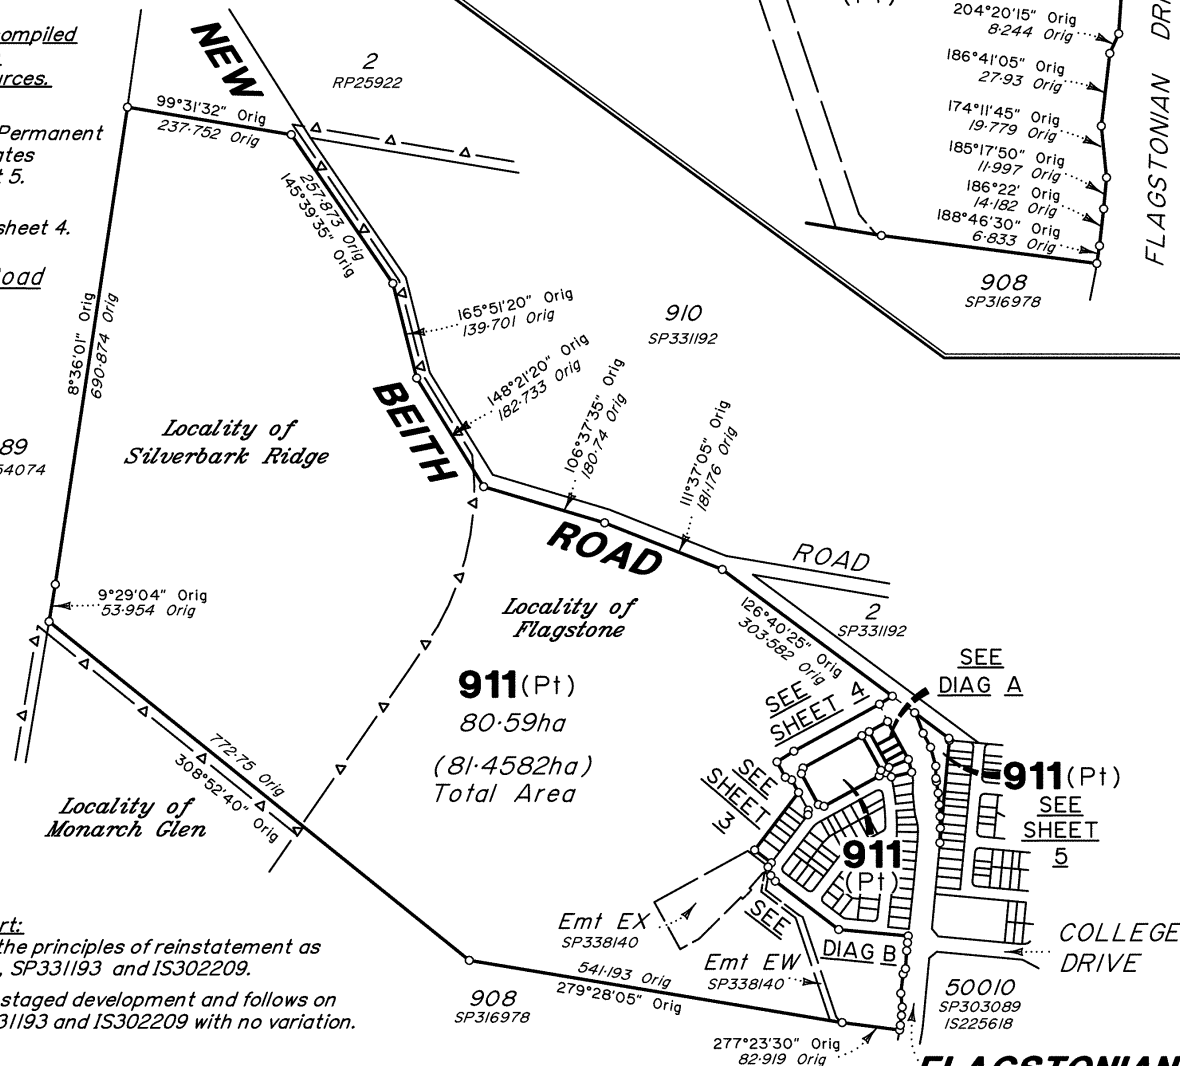 compiled
urces.
Permanent
ates
t 5.
sheet 4.
oad
NEW
2
RP25922
99°31'32" Orig
237·752 Orig
257·873 Orig
145°39'35" Orig
8°36'01" Orig
690·874 Orig
165°51'20" Orig
139·701 Orig
910
SP331192
148°21'20" Orig
182·733 Orig
BEITH
106°37'35" Orig
180·74 Orig
111°37'05" Orig
181·176 Orig
204°20'15" Orig
8·244 Orig
186°41'05" Orig
27·93 Orig
174°11'45" Orig
19·779 Orig
185°17'50" Orig
11·997 Orig
186°22' Orig
14·182 Orig
188°46'30" Orig
6·833 Orig
FLAGSTONIAN DRI
908
SP316978
Locality of
Silverbark Ridge
89
54074
ROAD
ROAD
9°29'04" Orig
53·954 Orig
Locality of
Flagstone
2
SP331192
126°40'25" Orig
303·582 Orig
911(Pt)
80·59ha
(81·4582ha)
Total Area
SEE
SHEET 4
SEE
DIAG A
772·75 Orig
308°52'40" Orig
Locality of
Monarch Glen
SEE
SHEET
3
911(Pt)
SEE
SHEET
5
911
(Pt)
rt:
the principles of reinstatement as
, SP331193 and IS302209.
staged development and follows on
31193 and IS302209 with no variation.
Emt EX
SP338140
SEE
DIAG B
Emt EW
SP338140
COLLEGE
DRIVE
541·193 Orig
279°28'05" Orig
908
SP316978
50010
SP303089
IS225618
277°23'30" Orig
82·919 Orig
FLAGSTONIAN